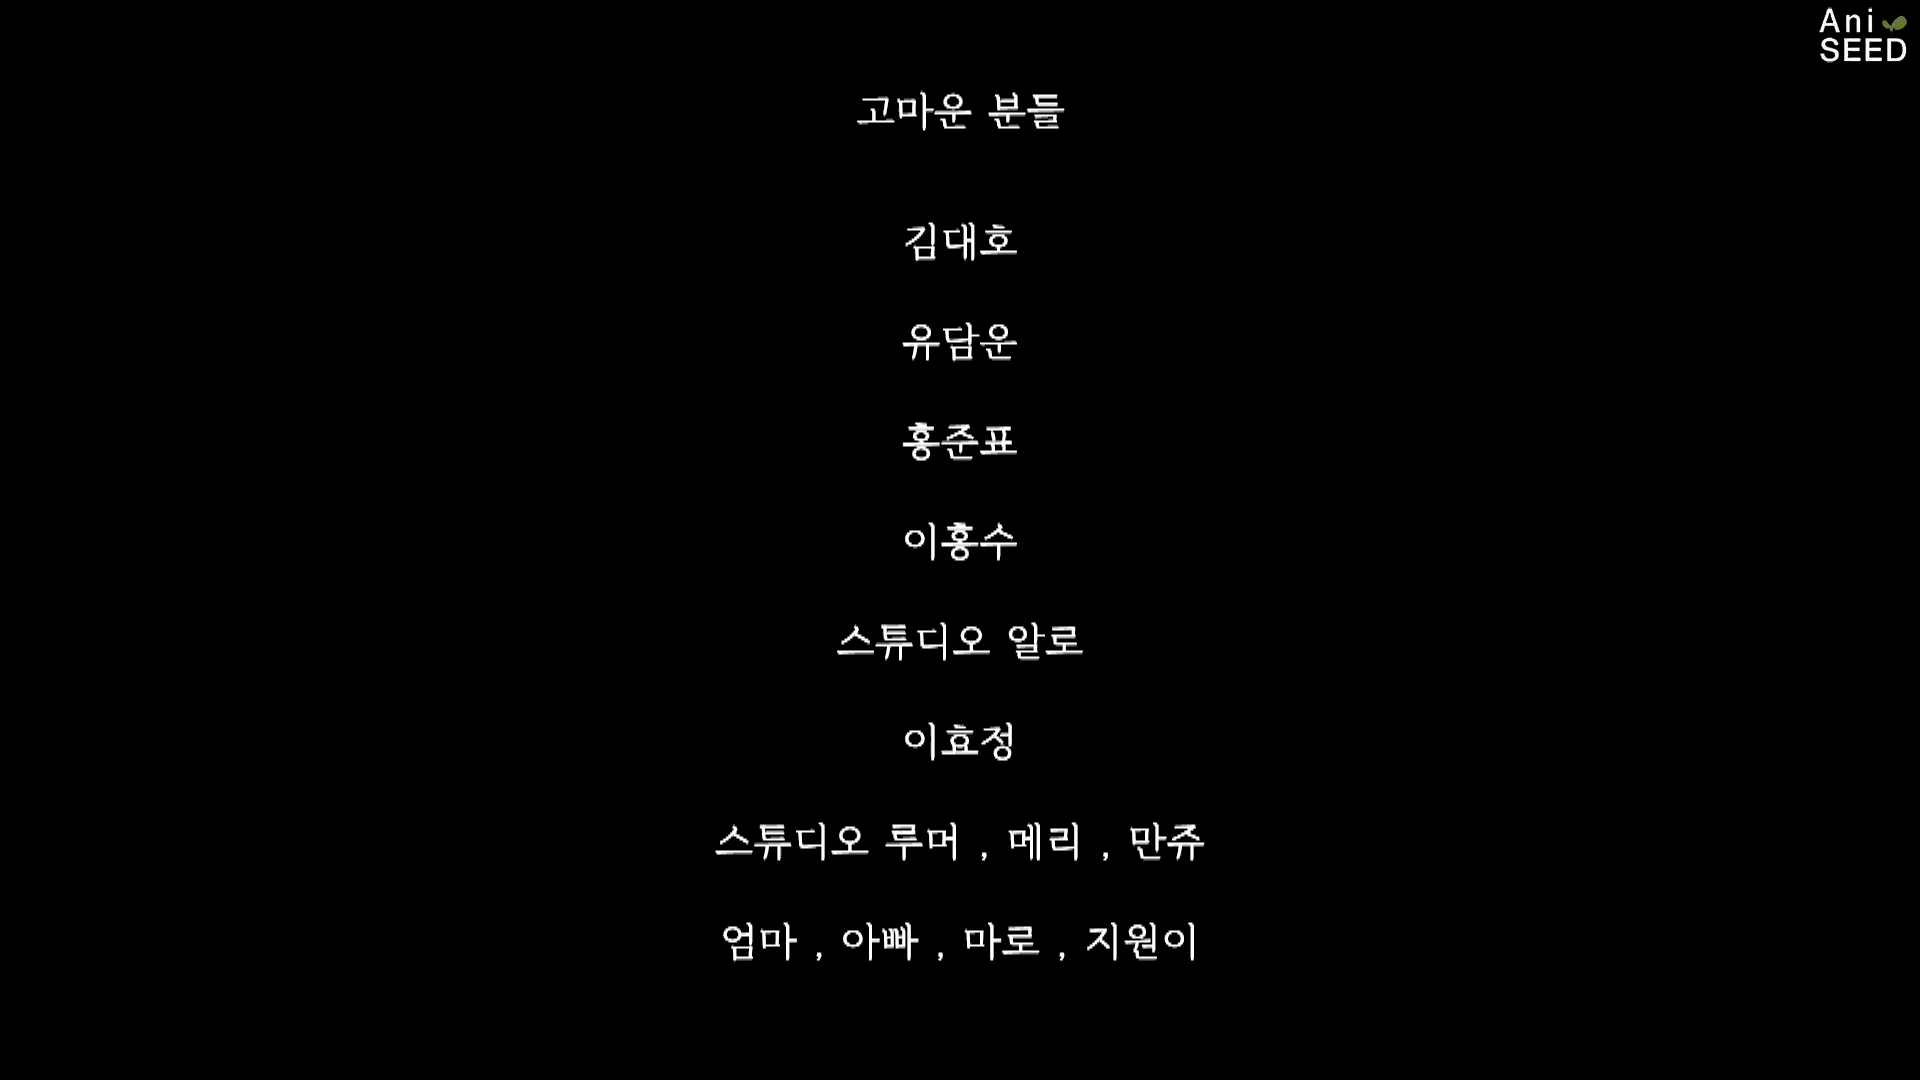 Ani
SEED
고마운 분들
김대호
유담운
홍준표
이홍수
스튜디오 알로
이효정
스튜디오 루머 , 메리 , 만쥬
엄마 , 아빠 , 마로 , 지원이